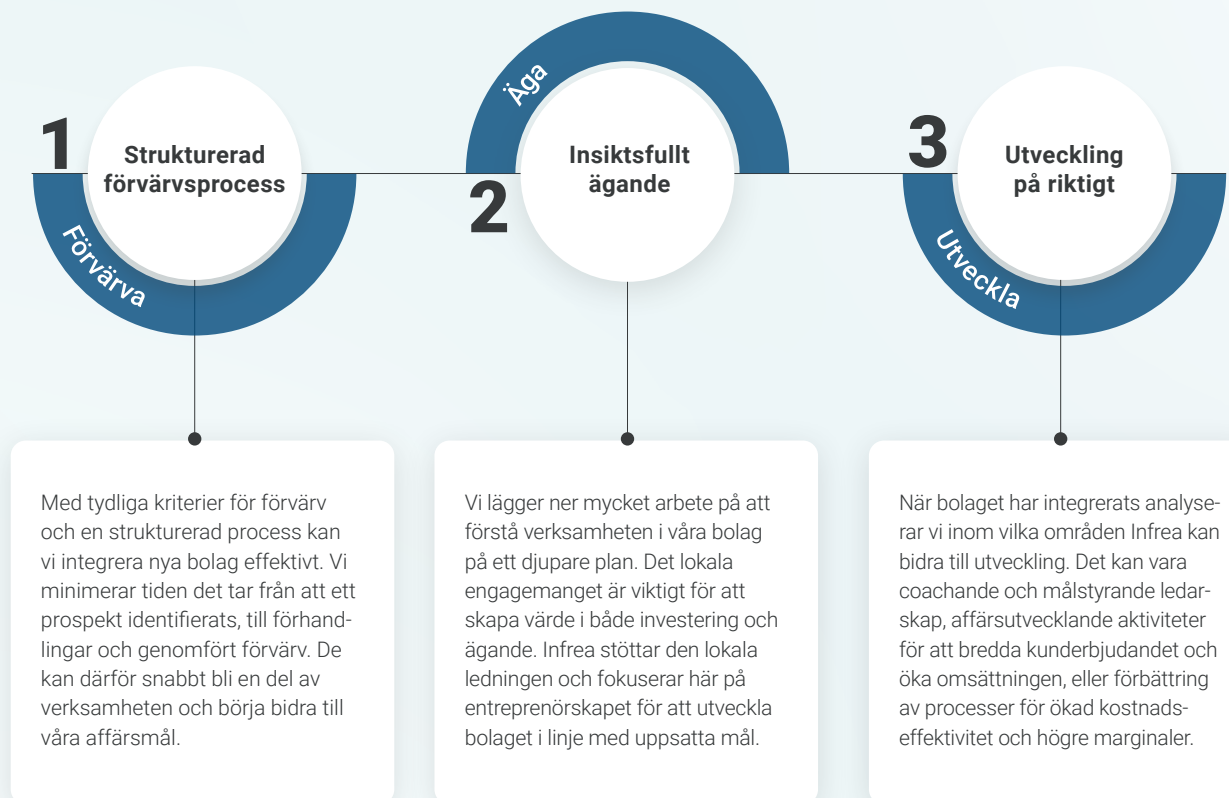 1
Strukturerad
förvärvsprocess
Förvärva
Med tydliga kriterier för förvärv
och en strukturerad process kan
vi integrera nya bolag effektivt. Vi
minimerar tiden det tar från att ett
prospekt identifierats, till förhand-
lingar och genomfört förvärv. De
kan därför snabbt bli en del av
verksamheten och börja bidra till
våra affärsmål.
Äga
2
Insiktsfullt
ägande
Vi lägger ner mycket arbete på att
förstå verksamheten i våra bolag
på ett djupare plan. Det lokala
engagemanget är viktigt för att
skapa värde i både investering och
ägande. Infrea stöttar den lokala
ledningen och fokuserar här på
entreprenörskapet för att utveckla
bolaget i linje med uppsatta mål.
3
Utveckling
på riktigt
Utveckla
När bolaget har integrerats analyse-
rar vi inom vilka områden Infrea kan
bidra till utveckling. Det kan vara
coachande och målstyrande ledar-
skap, affärsutvecklande aktiviteter
för att bredda kunderbjudandet och
öka omsättningen, eller förbättring
av processer för ökad kostnads-
effektivitet och högre marginaler.